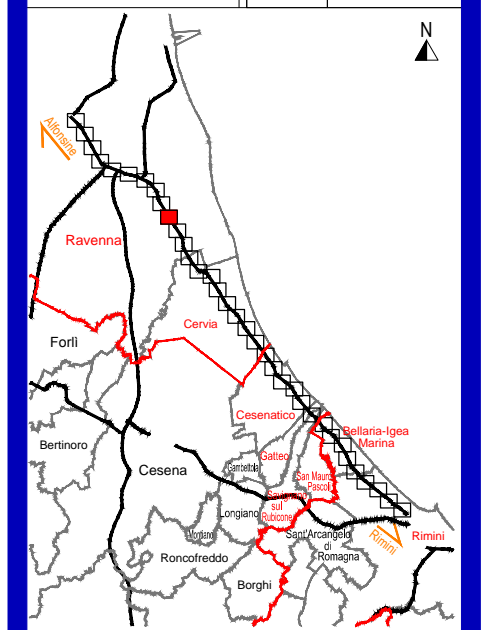 N
Alfonsine
Ravenna
Cervia
Forlì
Cesenatico
Bellaria-Igea
Marina
Bertinoro
Gatteo
Cesena
Gambettola
San Mauro
Pascoli
Savignano
sul
Rubicone
Longiano
Montiano
Sant'Arcangelo
di
Romagna
Rimini
Rimini
Roncofreddo
Borghi